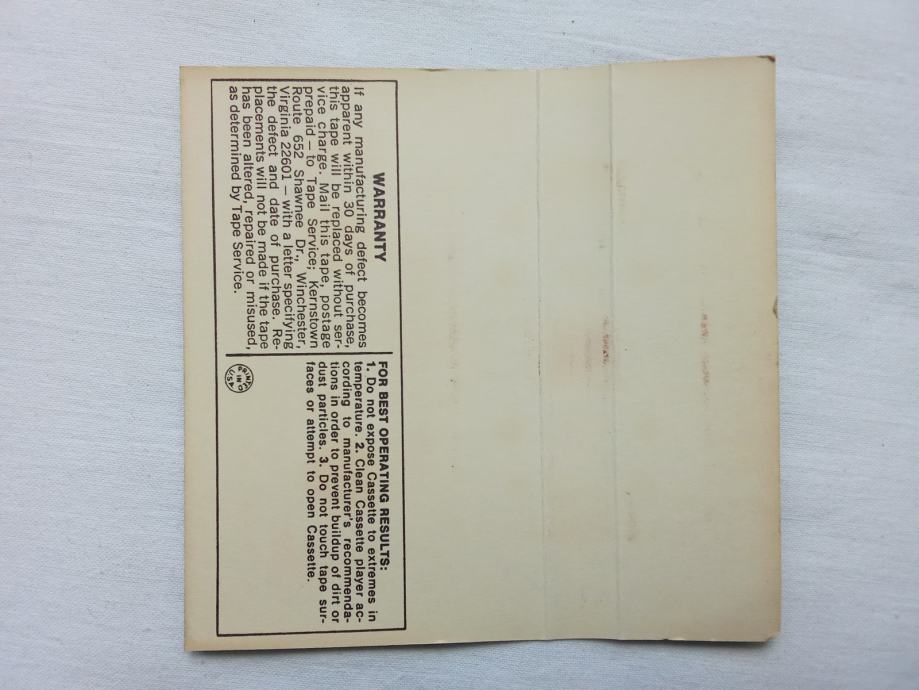 WARRANTY
If any manufacturing defect becomes
apparent within 30 days of purchase,
this tape will be replaced without ser-
vice charge. Mail this tape, postage
prepaid — to Tape Service; Kernstown
Route 652 Shawnee Dr., Winchester,
Virginia 22601 — with a letter specifying
the defect and date of purchase. Re-
placements will not be made if the tape
has been altered, repaired or misused,
as determined by Tape Service.
FOR BEST OPERATING RESULTS:
1. Do not expose Cassette to extremes in
temperature. 2. Clean Cassette player ac-
cording to manufacturer's recommenda-
tions in order to prevent buildup of dirt or
dust particles. 3. Do not touch tape sur-
faces or attempt to open Cassette.
IN
USA